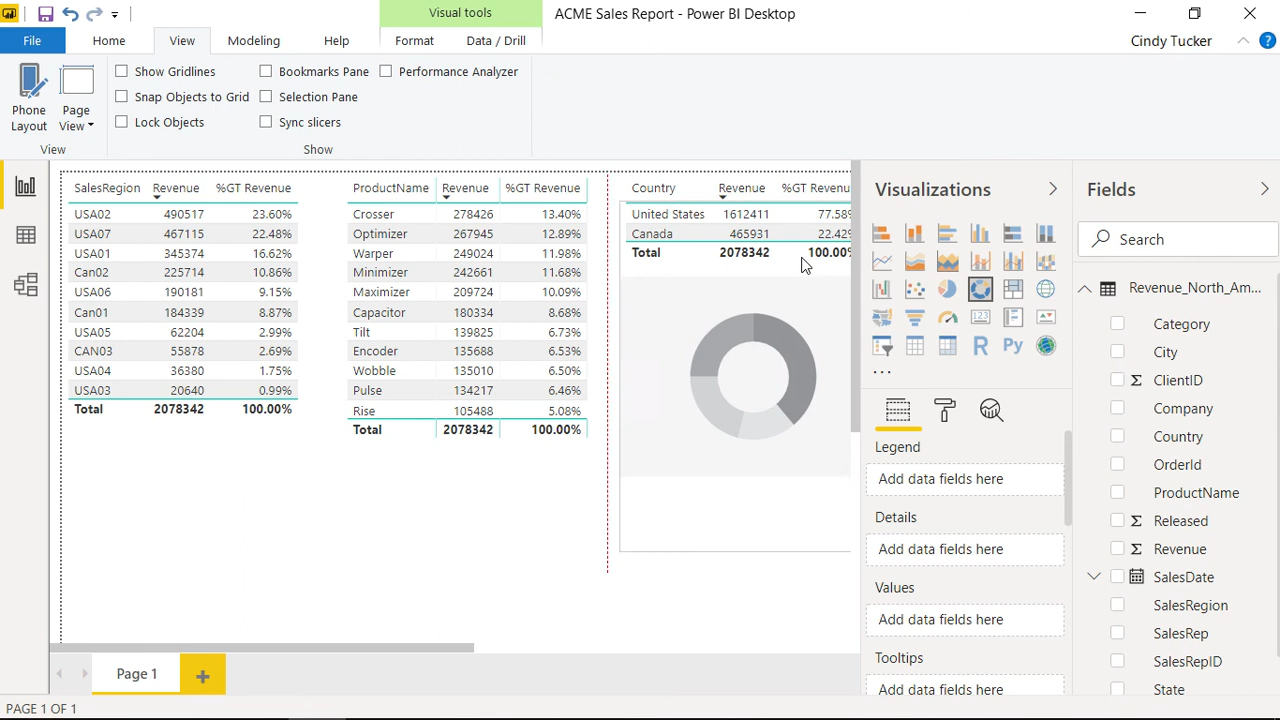 Visual tools
ACME Sales Report - Power BI Desktop
File Home View Modeling Help Format Data / Drill Cindy Tucker
Phone Layout
Page View
Show Gridlines
Snap Objects to Grid
Lock Objects
Bookmarks Pane
Selection Pane
Sync slicers
Performance Analyzer
View
Show
SalesRegion Revenue %GT Revenue
USA02 490517 23.60%
USA07 467115 22.48%
USA01 345374 16.62%
Can02 225714 10.86%
USA06 190181 9.15%
Can01 184339 8.87%
USA05 62204 2.99%
CAN03 55878 2.69%
USA04 36380 1.75%
USA03 20640 0.99%
Total 2078342 100.00%
ProductName Revenue %GT Revenue
Crosser 278426 13.40%
Optimizer 267945 12.89%
Warper 249024 11.98%
Minimizer 242661 11.68%
Maximizer 209724 10.09%
Capacitor 180334 8.68%
Tilt 139825 6.73%
Encoder 135688 6.53%
Wobble 135010 6.50%
Pulse 134217 6.46%
Rise 105488 5.08%
Total 2078342 100.00%
Country Revenue %GT Revenu
United States 1612411 77.58%
Canada 465931 22.42%
Total 2078342 100.00%
Visualizations
R Py
Legend
Add data fields here
Details
Add data fields here
Values
Add data fields here
Tooltips
Add data fields here
Fields
Search
Revenue_North_Am...
Category
City
ClientID
Company
Country
OrderId
ProductName
Released
Revenue
SalesDate
SalesRegion
SalesRep
SalesRepID
State
Page 1
PAGE 1 OF 1